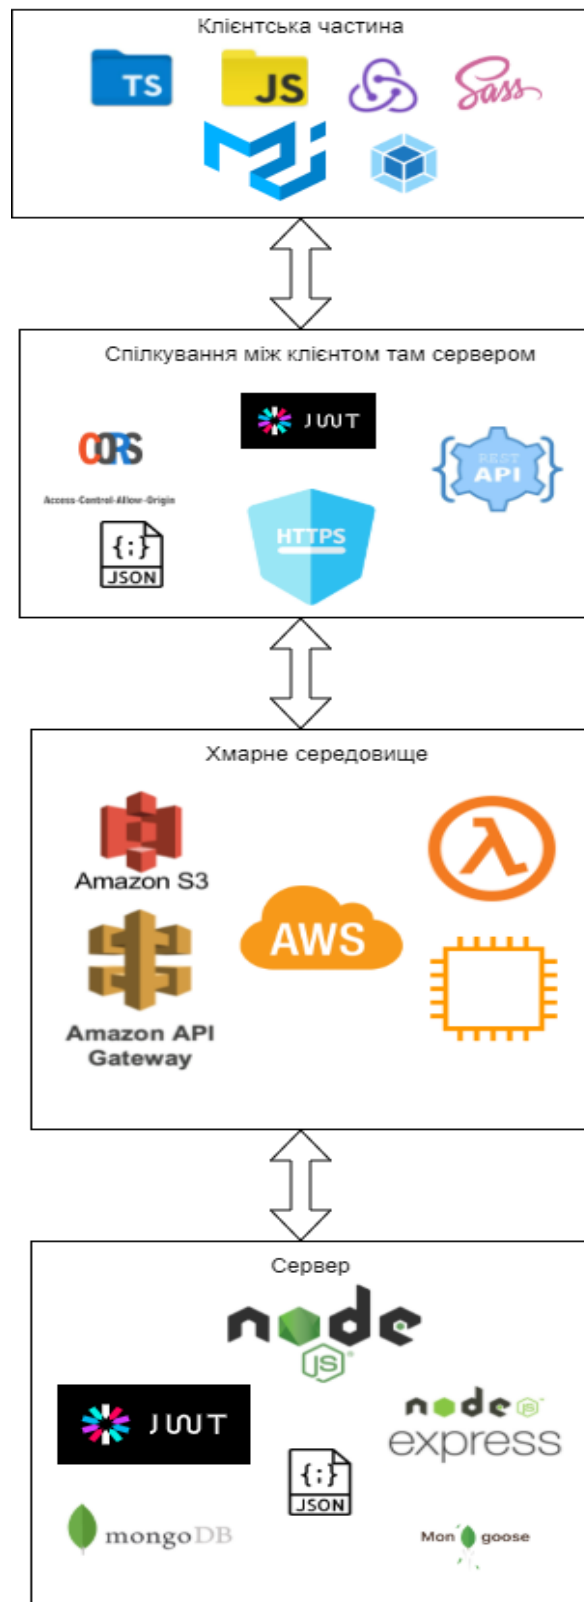 Клієнтська частина
TS
JS
Sass
Спілкування між клієнтом там сервером
JWT
CORS
REST
API
Access-Control-Allow-Origin
HTTPS
{;}
JSON
Хмарне середовище
Amazon S3
AWS
Amazon API
Gateway
Сервер
node
JS
JWT
node JS
express
{;}
JSON
mongoDB
Mongoose